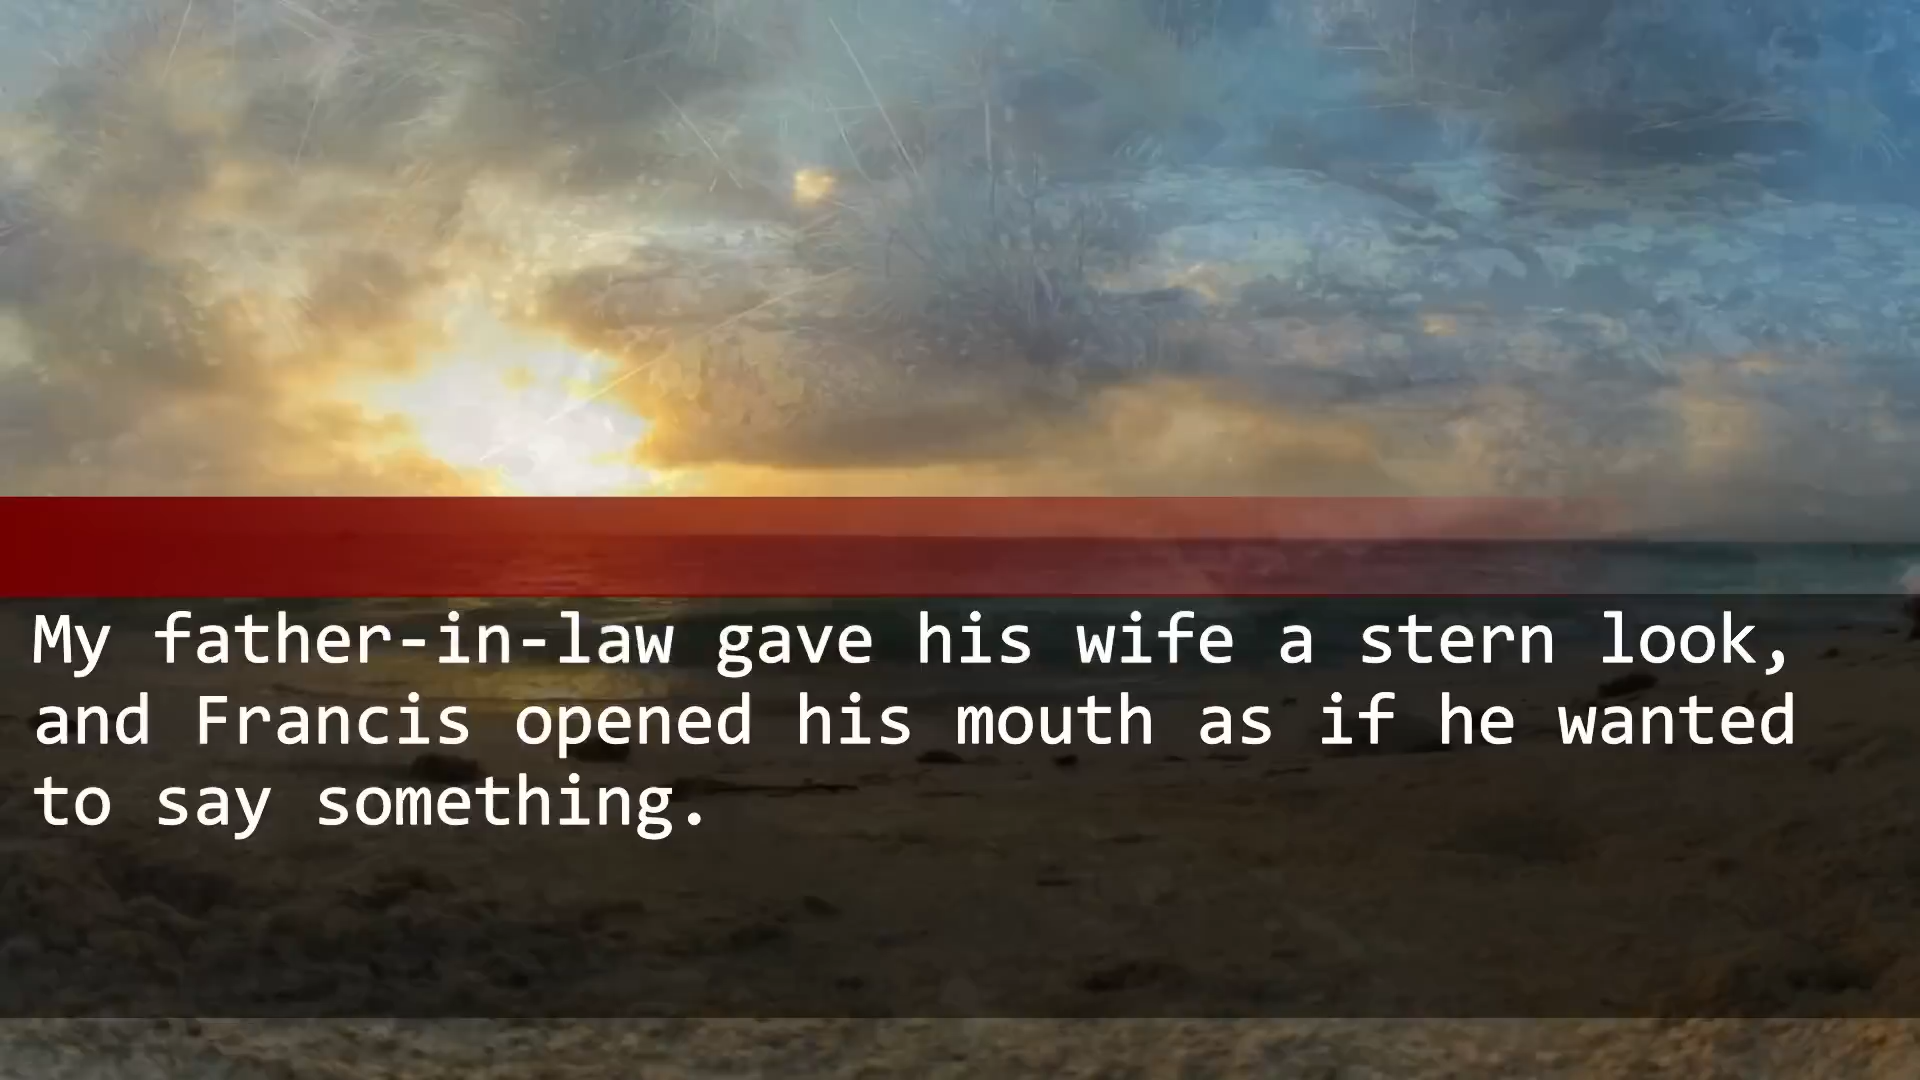 My father-in-law gave his wife a stern look,
and Francis opened his mouth as if he wanted
to say something.